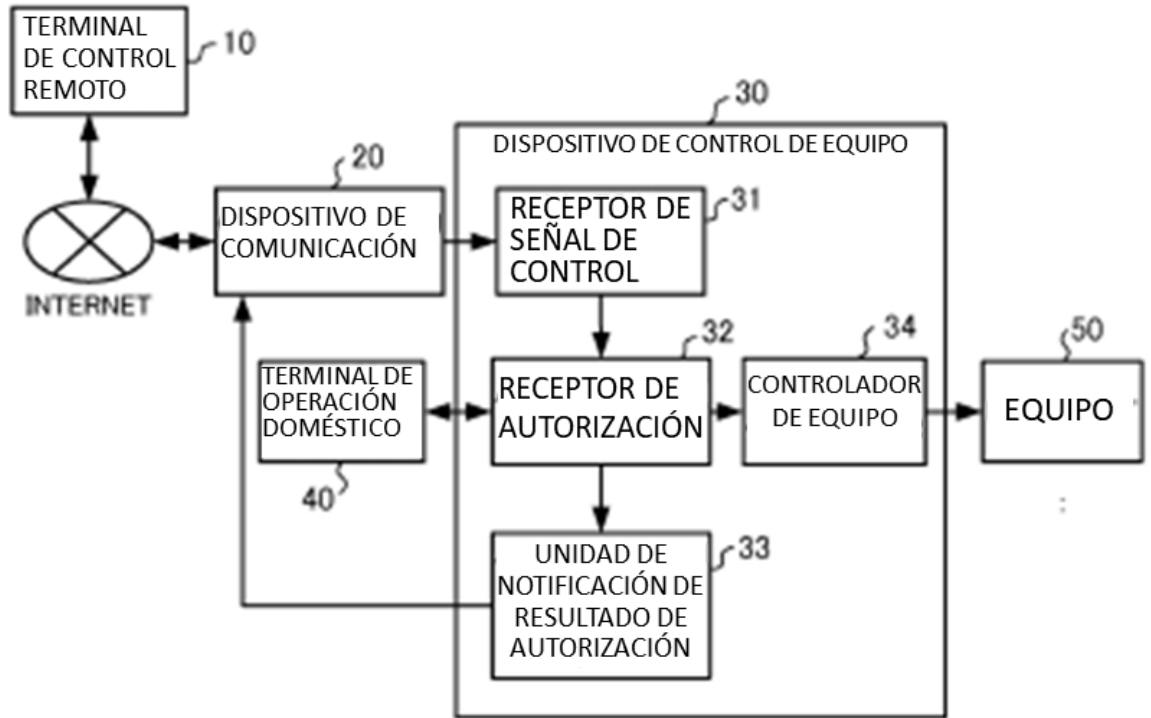 TERMINAL
DE CONTROL
REMOTO
10
30
DISPOSITIVO DE CONTROL DE EQUIPO
20
DISPOSITIVO DE
COMUNICACIÓN
INTERNET
RECEPTOR DE
SEÑAL DE
CONTROL
31
32
34
50
TERMINAL DE
OPERACIÓN
DOMÉSTICO
40
RECEPTOR DE
AUTORIZACIÓN
CONTROLADOR
DE EQUIPO
EQUIPO
:
UNIDAD DE
NOTIFICACIÓN DE
RESULTADO DE
AUTORIZACIÓN
33